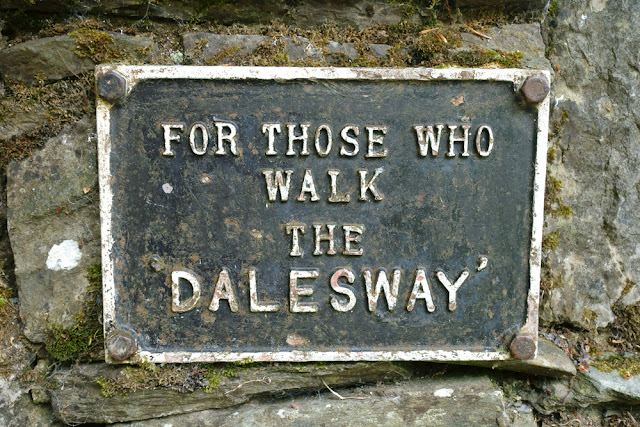 FOR THOSE WHO
WALK
THE
DALESWAY'